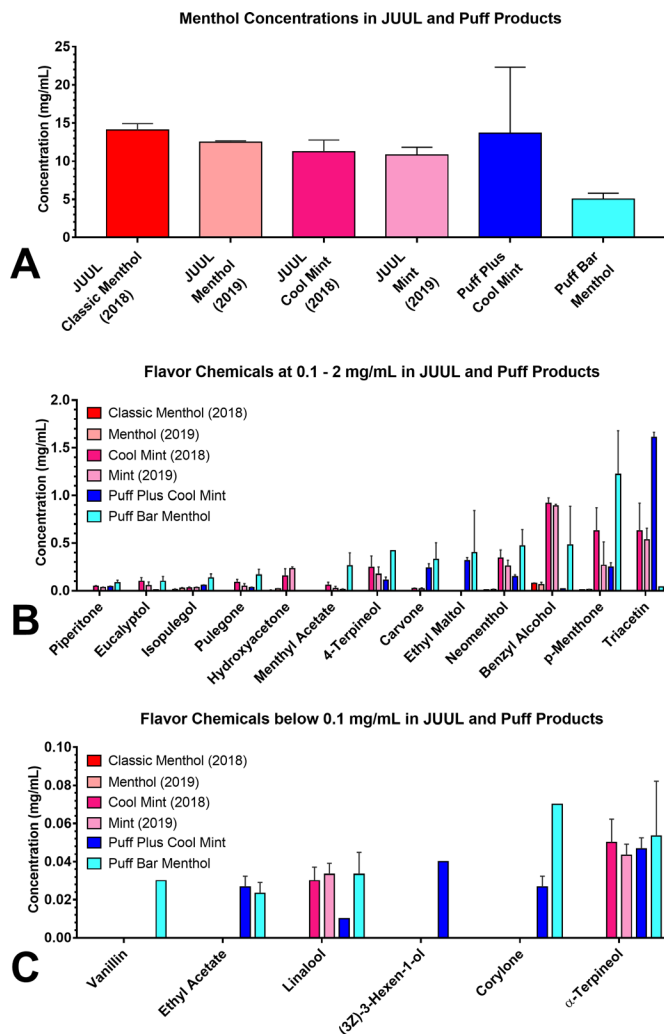 Menthol Concentrations in JUUL and Puff Products
Concentration (mg/mL)
25
20
15
10
5
0
JUUL
Classic Menthol
(2018)
JUUL
Menthol
(2019)
JUUL
Cool Mint
(2018)
JUUL
Mint
(2019)
Puff Plus
Cool Mint
Puff Bar
Menthol
A
Flavor Chemicals at 0.1 - 2 mg/mL in JUUL and Puff Products
Concentration (mg/mL)
2.0
1.5
1.0
0.5
0.0
Classic Menthol (2018)
Menthol (2019)
Cool Mint (2018)
Mint (2019)
Puff Plus Cool Mint
Puff Bar Menthol
Piperitone
Eucalyptol
Isopulegol
Pulegone
Hydroxyacetone
Menthyl Acetate
4-Terpineol
Carvone
Ethyl Maltol
Neomenthol
Benzyl Alcohol
p-Menthone
Triacetin
B
Flavor Chemicals below 0.1 mg/mL in JUUL and Puff Products
Concentration (mg/mL)
0.10
0.08
0.06
0.04
0.02
0.00
Classic Menthol (2018)
Menthol (2019)
Cool Mint (2018)
Mint (2019)
Puff Plus Cool Mint
Puff Bar Menthol
Vanillin
Ethyl Acetate
Linalool
(3Z)-3-Hexen-1-ol
Corylone
α-Terpineol
C